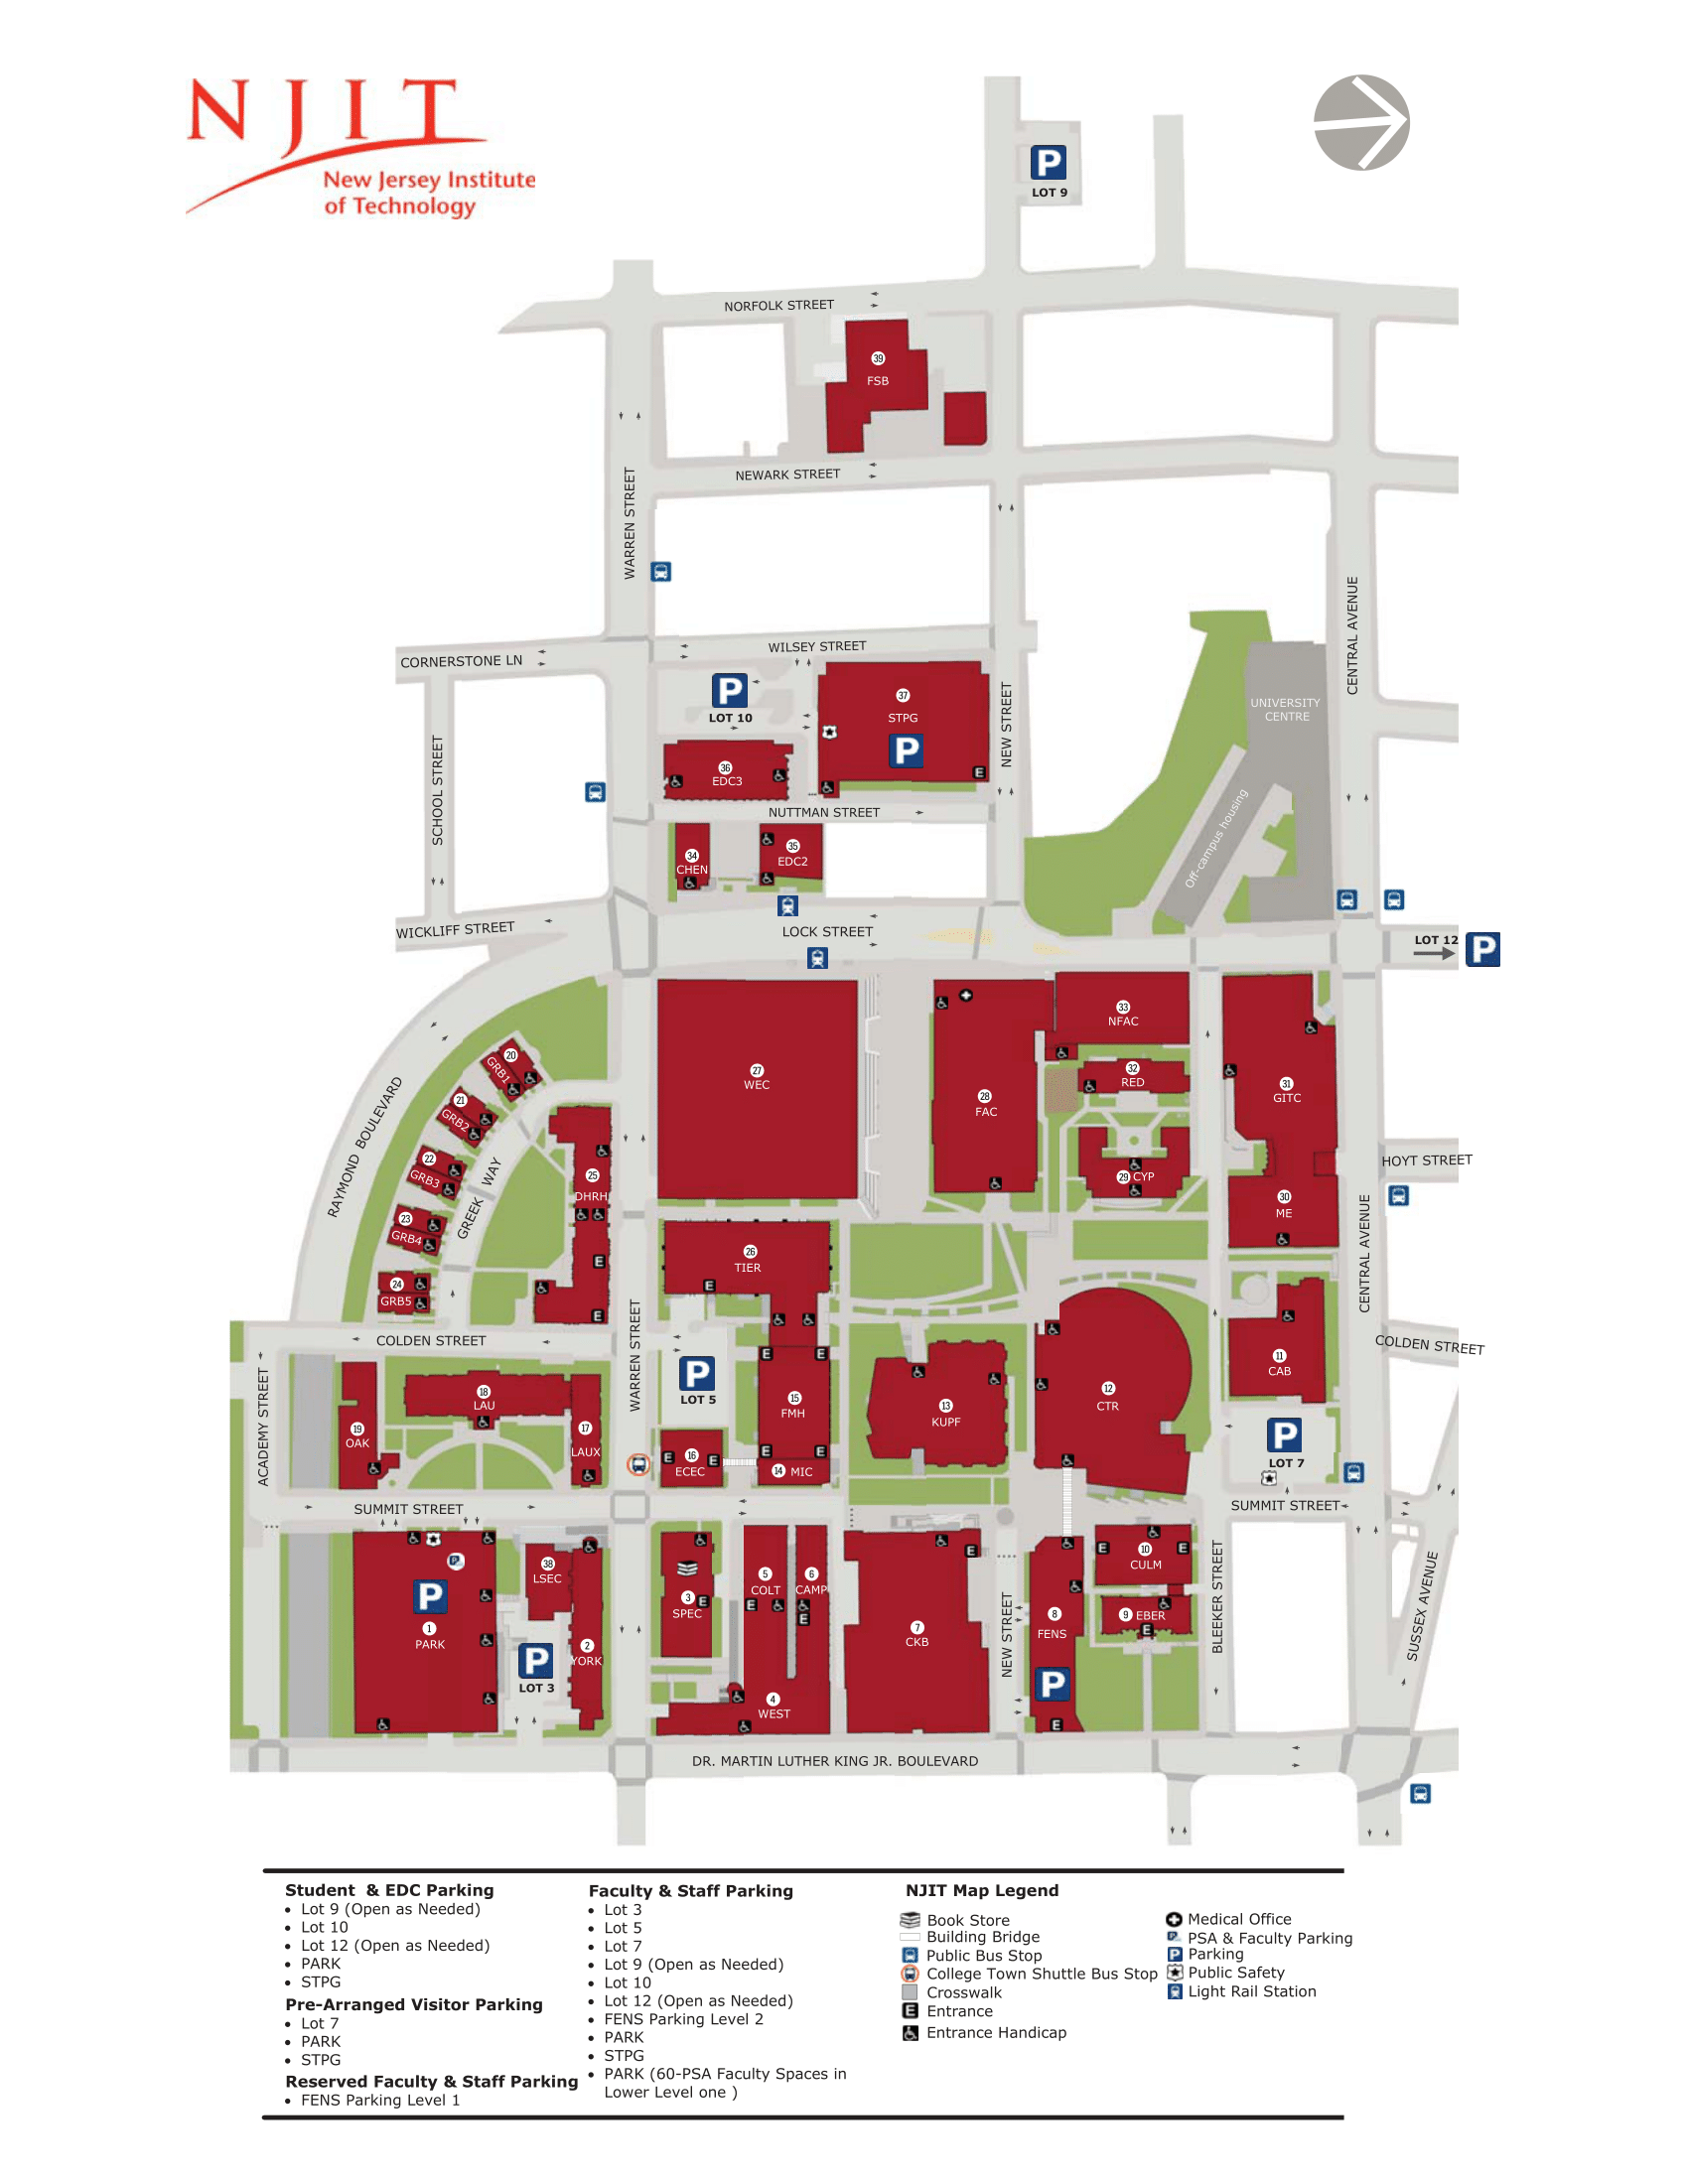 NJIT
New Jersey Institute
of Technology
P
LOT 9
NORFOLK STREET
39
FSB
NEWARK STREET
WARREN STREET
CENTRAL AVENUE
WILSEY STREET
CORNERSTONE LN
P
LOT 10
37
STPG
P
E
NEW STREET
UNIVERSITY
CENTRE
Off-campus housing
SCHOOL STREET
36
EDC3
NUTTMAN STREET
34
CHEN
35
EDC2
WICKLIFF STREET
LOCK STREET
LOT 12
P
RAYMOND BOULEVARD
20
GRB1
21
GRB2
22
GRB3
23
GRB4
24
GRB5
GREEK WAY
25
DHRH
E
E
27
WEC
28
FAC
33
NFAC
32
RED
29 CYP
31
GITC
30
ME
HOYT STREET
CENTRAL AVENUE
26
TIER
E
COLDEN STREET
COLDEN STREET
ACADEMY STREET
WARREN STREET
19
OAK
18
LAU
17
LAUX
P
LOT 5
E
E
15
FMH
E
E
16
ECEC
E
E
14 MIC
13
KUPF
12
CTR
11
CAB
P
LOT 7
SUMMIT STREET
SUMMIT STREET
P
P
1
PARK
38
LSEC
2
YORK
P
LOT 3
3
SPEC
E
5
COLT
E
6
CAMP
E
4
WEST
7
CKB
E
NEW STREET
8
FENS
P
E
10
CULM
E
E
9 EBER
E
BLEEKER STREET
SUSSEX AVENUE
DR. MARTIN LUTHER KING JR. BOULEVARD
Student & EDC Parking
• Lot 9 (Open as Needed)
• Lot 10
• Lot 12 (Open as Needed)
• PARK
• STPG
Pre-Arranged Visitor Parking
• Lot 7
• PARK
• STPG
Reserved Faculty & Staff Parking
• FENS Parking Level 1
Faculty & Staff Parking
• Lot 3
• Lot 5
• Lot 7
• Lot 9 (Open as Needed)
• Lot 10
• Lot 12 (Open as Needed)
• FENS Parking Level 2
• PARK
• STPG
• PARK (60-PSA Faculty Spaces in
Lower Level one )
NJIT Map Legend
Book Store
Building Bridge
Public Bus Stop
College Town Shuttle Bus Stop
Crosswalk
E Entrance
Entrance Handicap
Medical Office
P PSA & Faculty Parking
P Parking
Public Safety
Light Rail Station